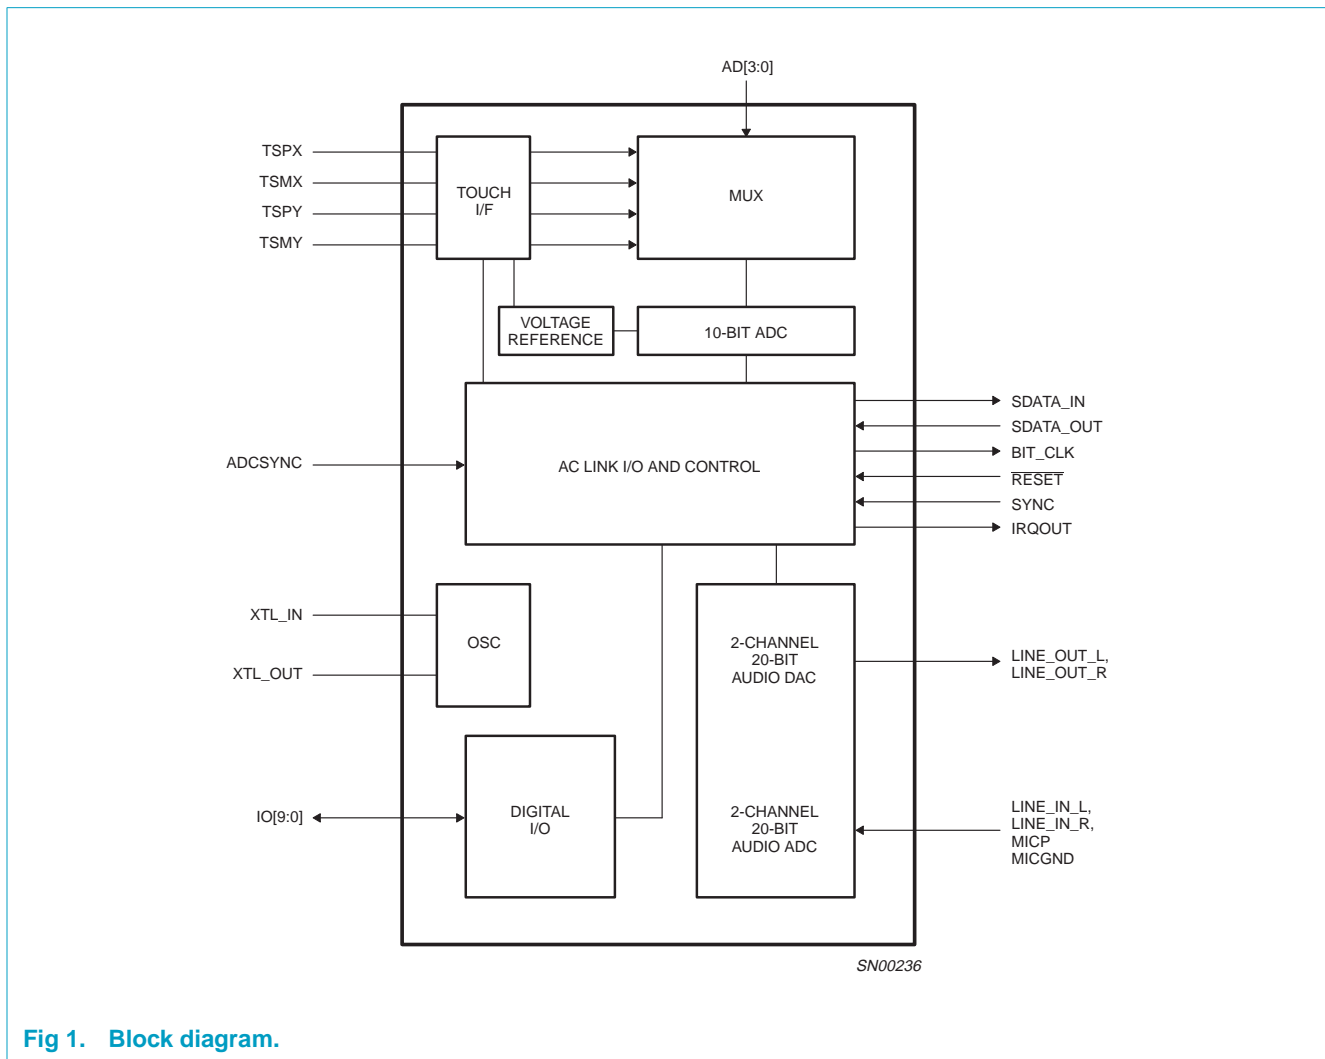 AD[3:0]
TSPX
TSMX
TSPY
TSMY
TOUCH
I/F
MUX
VOLTAGE
REFERENCE
10-BIT ADC
ADCSYNC
AC LINK I/O AND CONTROL
SDATA_IN
SDATA_OUT
BIT_CLK
RESET
SYNC
IRQOUT
XTL_IN
XTL_OUT
OSC
2-CHANNEL
20-BIT
AUDIO DAC
LINE_OUT_L,
LINE_OUT_R
IO[9:0]
DIGITAL
I/O
2-CHANNEL
20-BIT
AUDIO ADC
LINE_IN_L,
LINE_IN_R,
MICP
MICGND
SN00236
Fig 1. Block diagram.